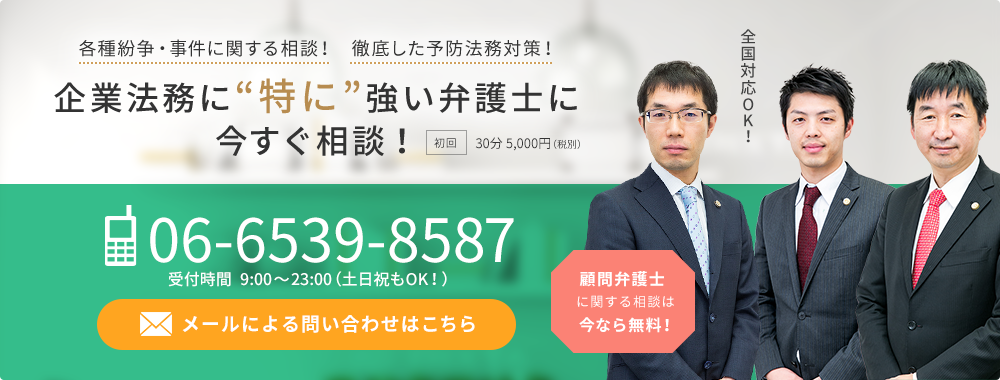 各種紛争・事件に関する相談! 徹底した予防法務対策!
企業法務に“特に”強い弁護士に
今すぐ相談! 初回 30分 5,000円(税別)
全国対応OK!
06-6539-8587
受付時間 9:00~23:00(土日祝もOK!)
メールによる問い合わせはこちら
顧問弁護士
に関する相談は
今なら無料!